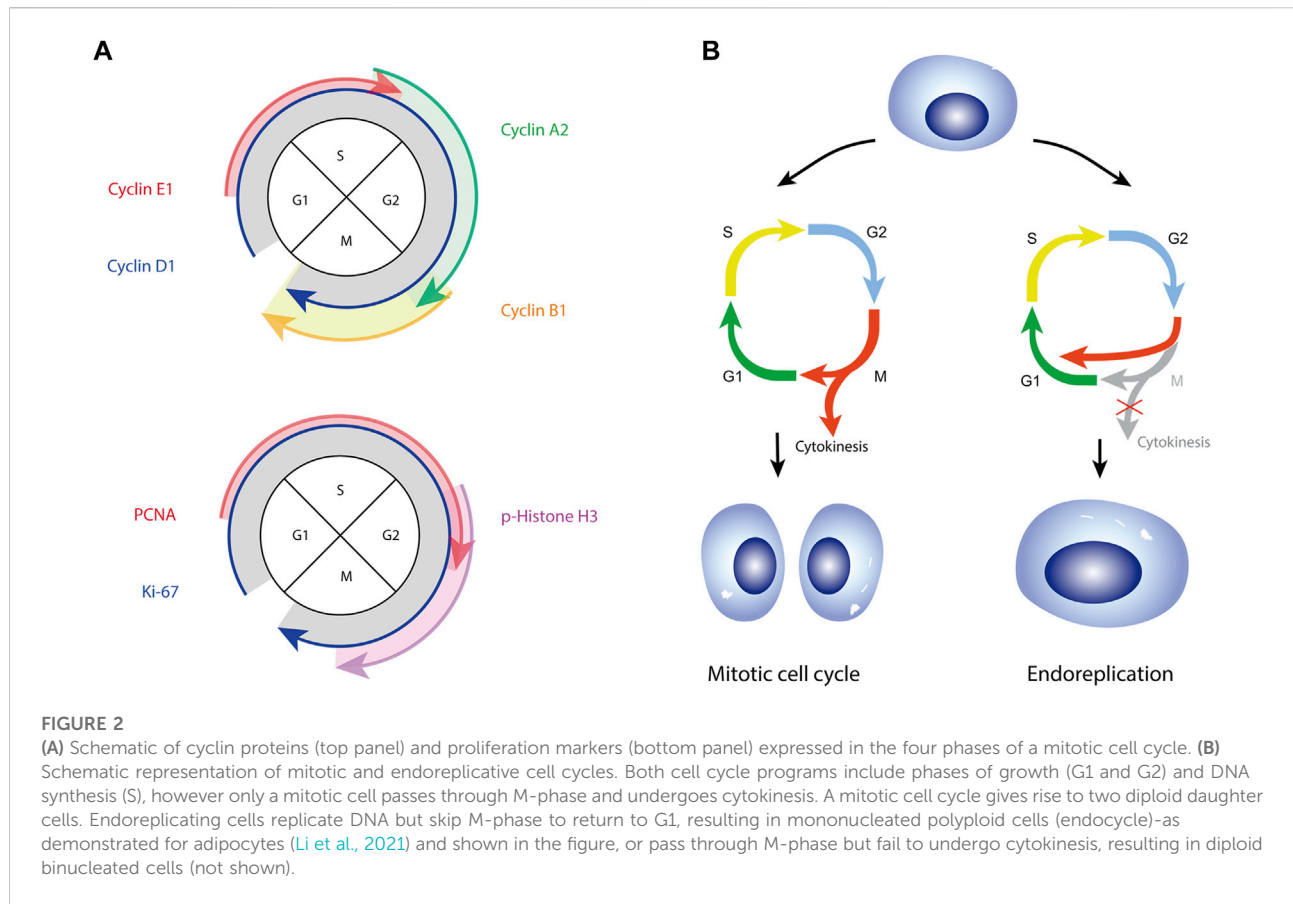 A
Cyclin A2
Cyclin E1
Cyclin D1
Cyclin B1
S
G1
G2
M
PCNA
Ki-67
p-Histone H3
S
G1
G2
M
B
S
G2
G1
M
Cytokinesis
Mitotic cell cycle
S
G2
G1
M
Cytokinesis
Endoreplication
FIGURE 2
(A) Schematic of cyclin proteins (top panel) and proliferation markers (bottom panel) expressed in the four phases of a mitotic cell cycle. (B)
Schematic representation of mitotic and endoreplicative cell cycles. Both cell cycle programs include phases of growth (G1 and G2) and DNA
synthesis (S), however only a mitotic cell passes through M-phase and undergoes cytokinesis. A mitotic cell cycle gives rise to two diploid daughter
cells. Endoreplicating cells replicate DNA but skip M-phase to return to G1, resulting in mononucleated polyploid cells (endocycle)-as
demonstrated for adipocytes (Li et al., 2021) and shown in the figure, or pass through M-phase but fail to undergo cytokinesis, resulting in diploid
binucleated cells (not shown).